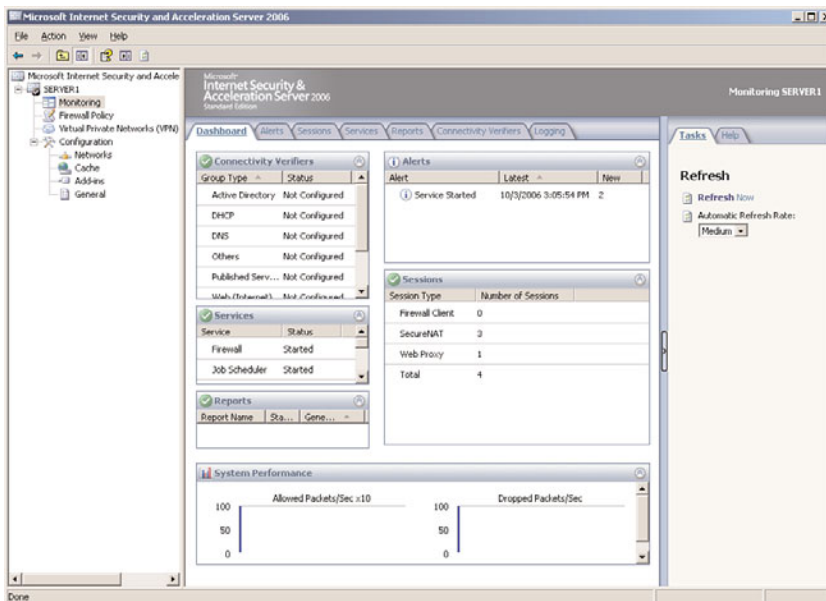 Microsoft Internet Security and Acceleration Server 2006
File Action View Help
Microsoft Internet Security and Accele
SERVER1
Monitoring
Firewall Policy
Virtual Private Networks (VPN)
Configuration
Networks
Cache
Add-ins
General
Microsoft
Internet Security &
Acceleration Server 2006
Standard Edition
Monitoring SERVER1
Dashboard Alerts Sessions Services Reports Connectivity Verifiers Logging
Connectivity Verifiers
Group Type Status
Active Directory Not Configured
DHCP Not Configured
DNS Not Configured
Others Not Configured
Published Serv... Not Configured
Web (Internet) Not Configured
Services
Service Status
Firewall Started
Job Scheduler Started
Reports
Report Name Sta... Gene...
Alerts
Alert Latest New
Service Started 10/3/2006 3:05:54 PM 2
Sessions
Session Type Number of Sessions
Firewall Client 0
SecureNAT 3
Web Proxy 1
Total 4
System Performance
Allowed Packets/Sec x10
100
50
0
Dropped Packets/Sec
100
50
0
Tasks Help
Refresh
Refresh Now
Automatic Refresh Rate:
Medium
Done